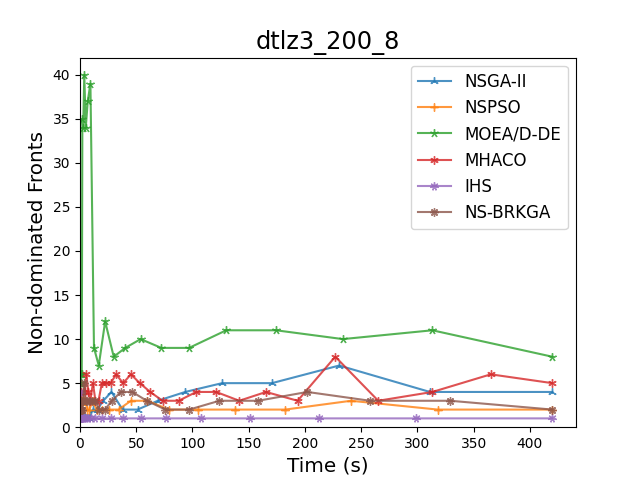 dtlz3_200_8
Non-dominated Fronts
40
35
30
25
20
15
10
5
0
NSGA-II
NSPSO
MOEA/D-DE
MHACO
IHS
NS-BRKGA
0 50 100 150 200 250 300 350 400
Time (s)